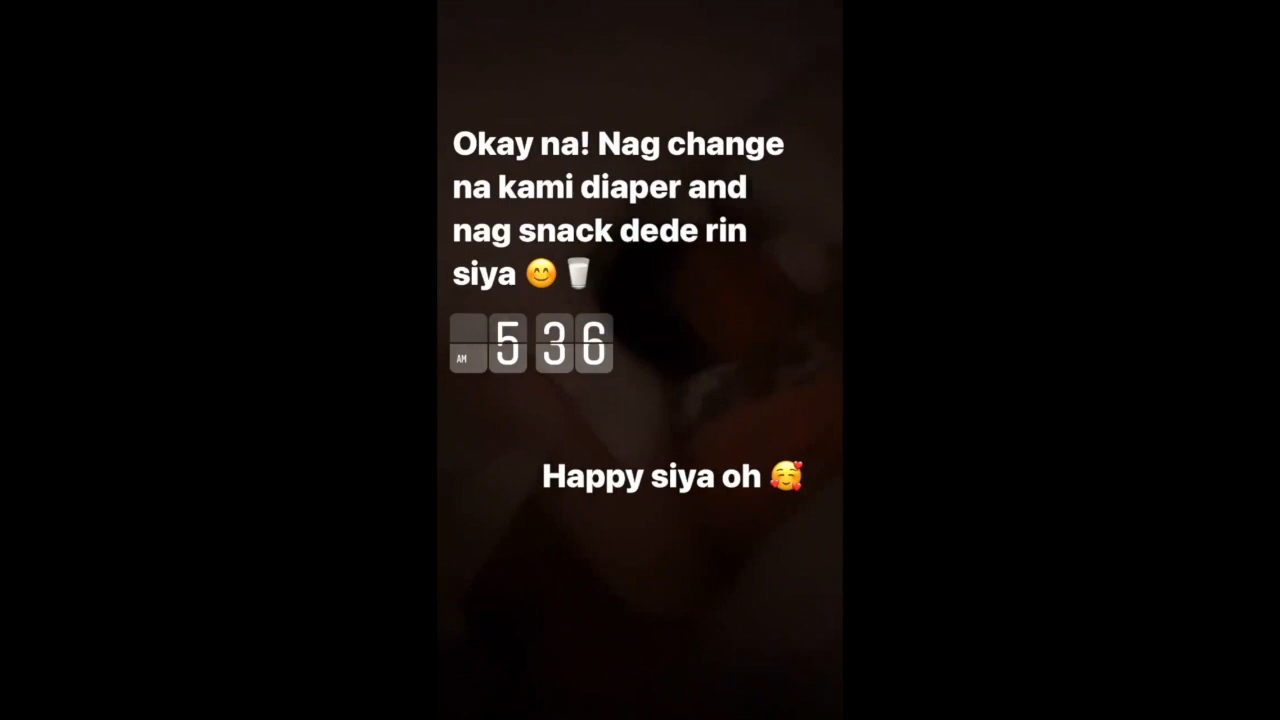 Okay na! Nag change
na kami diaper and
nag snack dede rin
siya 😊🥛
AM 5 36
Happy siya oh 🥰